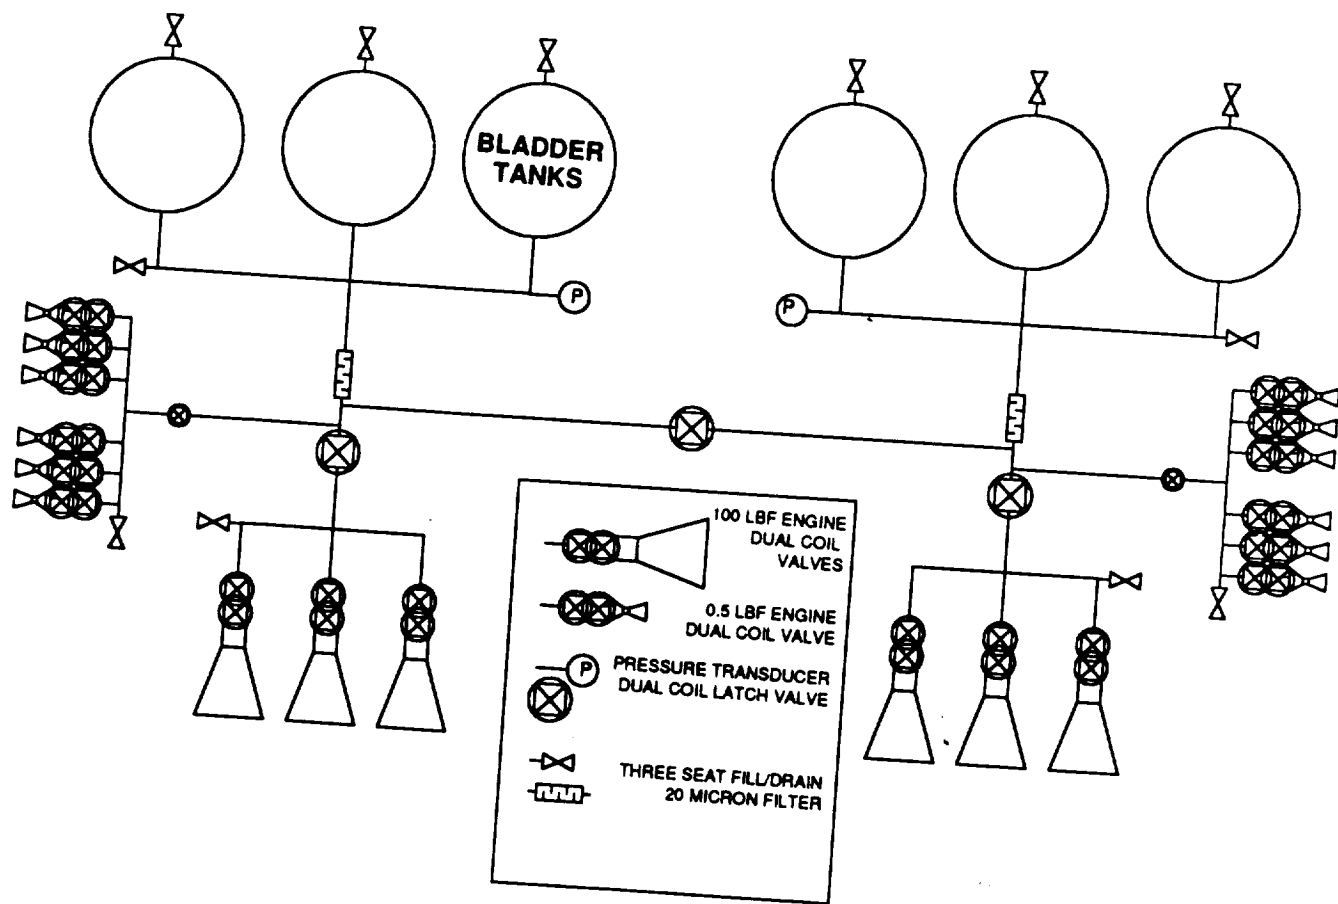 BLADDER
TANKS
P
P
100 LBF ENGINE
DUAL COIL
VALVES
0.5 LBF ENGINE
DUAL COIL VALVE
P
PRESSURE TRANSDUCER
DUAL COIL LATCH VALVE
THREE SEAT FILL/DRAIN
20 MICRON FILTER